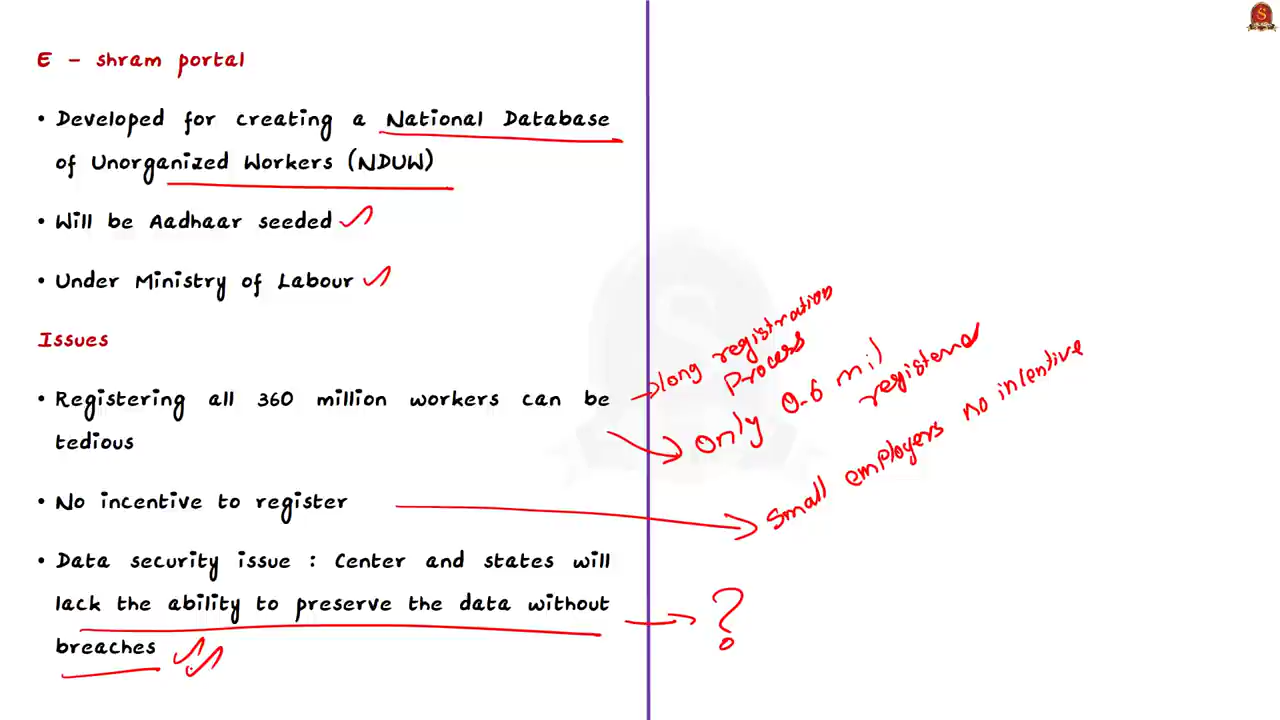 E - shram portal
• Developed for creating a National Database
of Unorganized Workers (NDUW)
• Will be Aadhaar seeded
• Under Ministry of Labour
Issues
• Registering all 360 million workers can be
tedious
• No incentive to register
• Data security issue : Center and states will
lack the ability to preserve the data without
breaches
long registration
Process
Only 0.6 mil
registered
Small employers no incentive
?